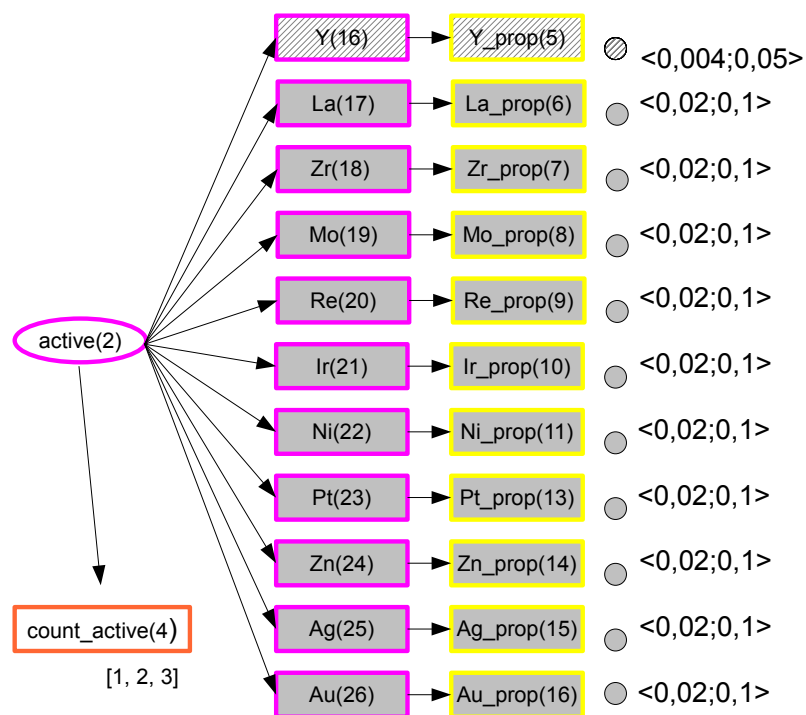 Y(16) Y_prop(5) <0,004;0,05>
La(17) La_prop(6) <0,02;0,1>
Zr(18) Zr_prop(7) <0,02;0,1>
Mo(19) Mo_prop(8) <0,02;0,1>
Re(20) Re_prop(9) <0,02;0,1>
active(2)
Ir(21) Ir_prop(10) <0,02;0,1>
Ni(22) Ni_prop(11) <0,02;0,1>
Pt(23) Pt_prop(13) <0,02;0,1>
Zn(24) Zn_prop(14) <0,02;0,1>
count_active(4)
Ag(25) Ag_prop(15) <0,02;0,1>
[1, 2, 3]
Au(26) Au_prop(16) <0,02;0,1>